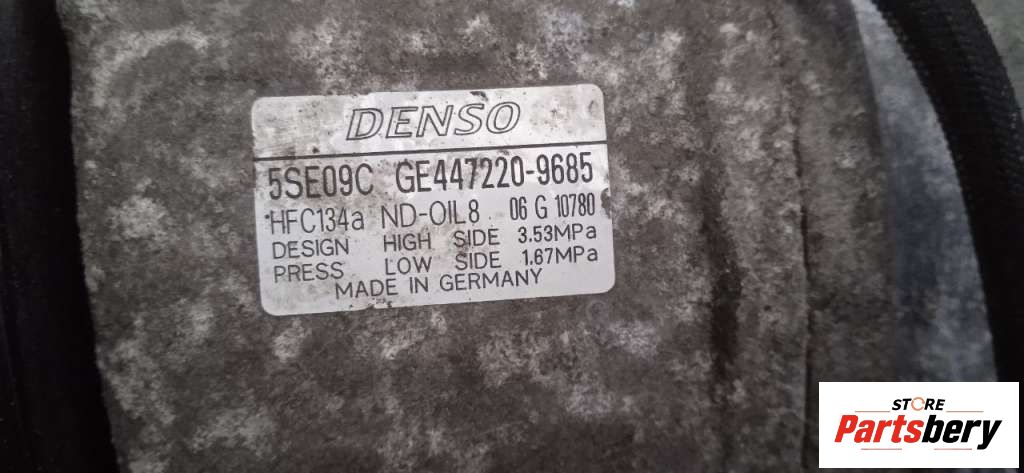 DENSO
5SE09C GE447220-9685
HFC134a ND-OIL8 06 G 10780
DESIGN HIGH SIDE 3.53MPa
PRESS LOW SIDE 1.67MPa
MADE IN GERMANY
STORE
Partsbery